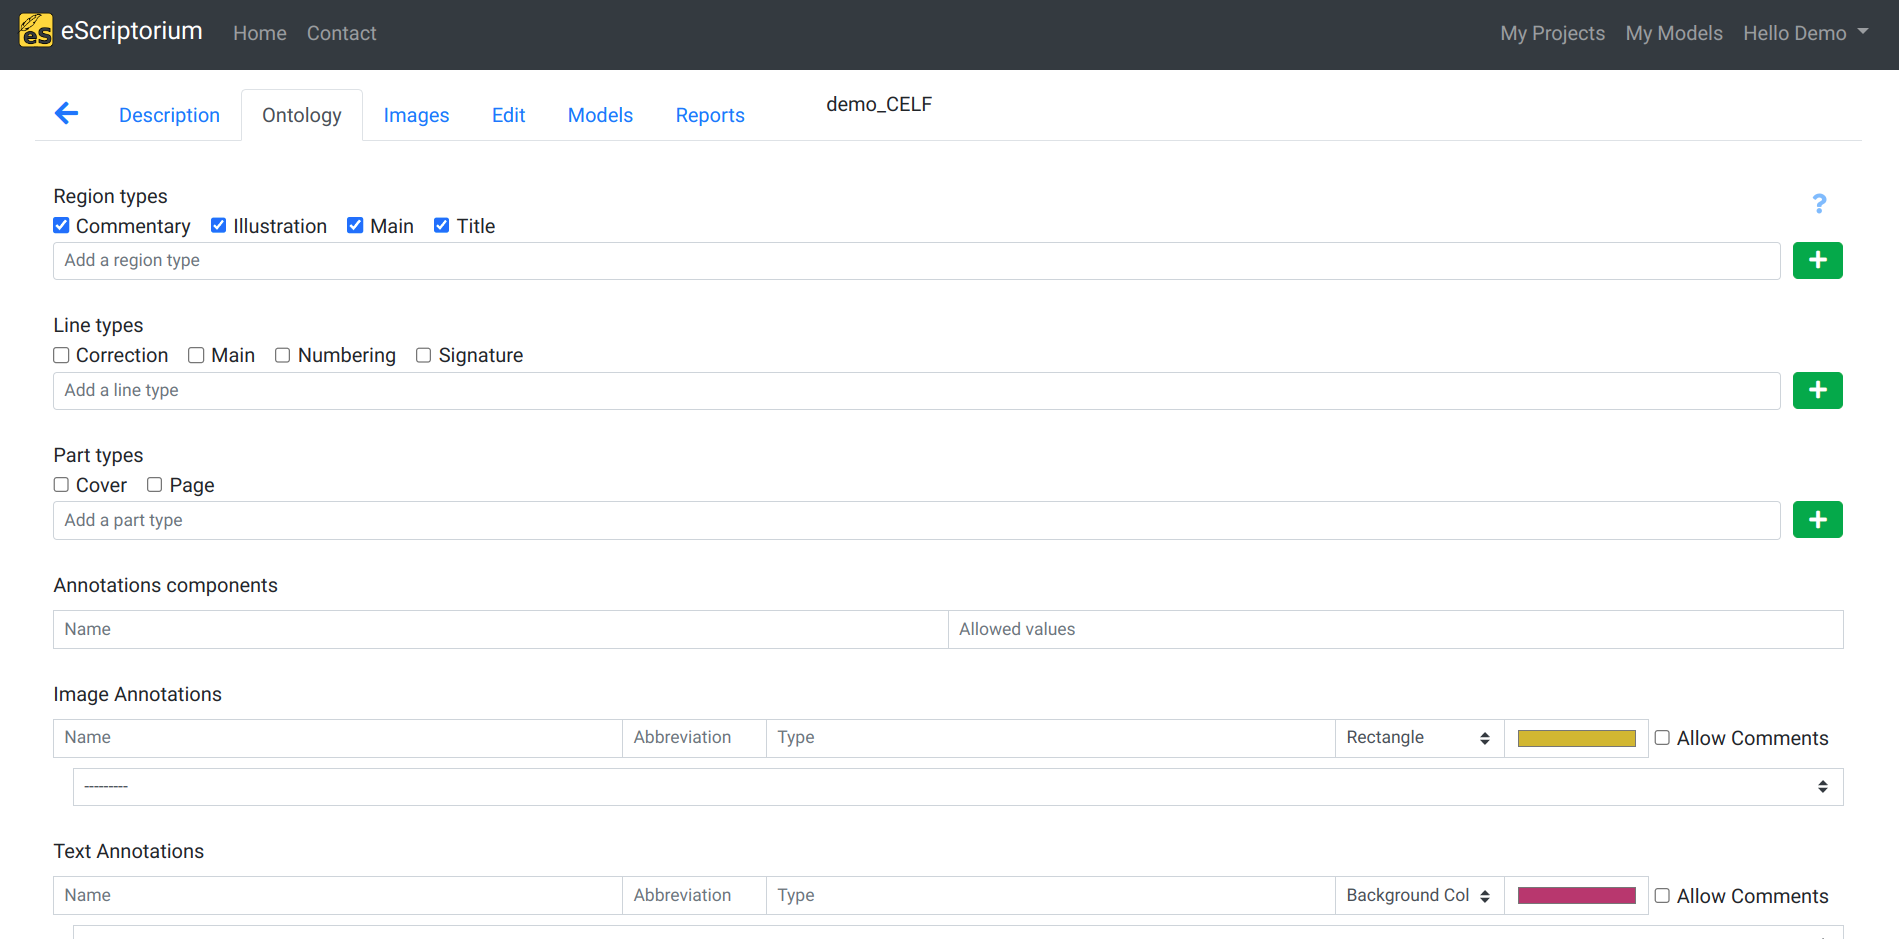 eS eScriptorium Home Contact My Projects My Models Hello Demo
Description Ontology Images Edit Models Reports demo_CELF
Region types
?
Commentary Illustration Main Title
Add a region type
Line types
Correction Main Numbering Signature
Add a line type
Part types
Cover Page
Add a part type
Annotations components
Name Allowed values
Image Annotations
Name Abbreviation Type Rectangle Allow Comments
---------
Text Annotations
Name Abbreviation Type Background Col Allow Comments